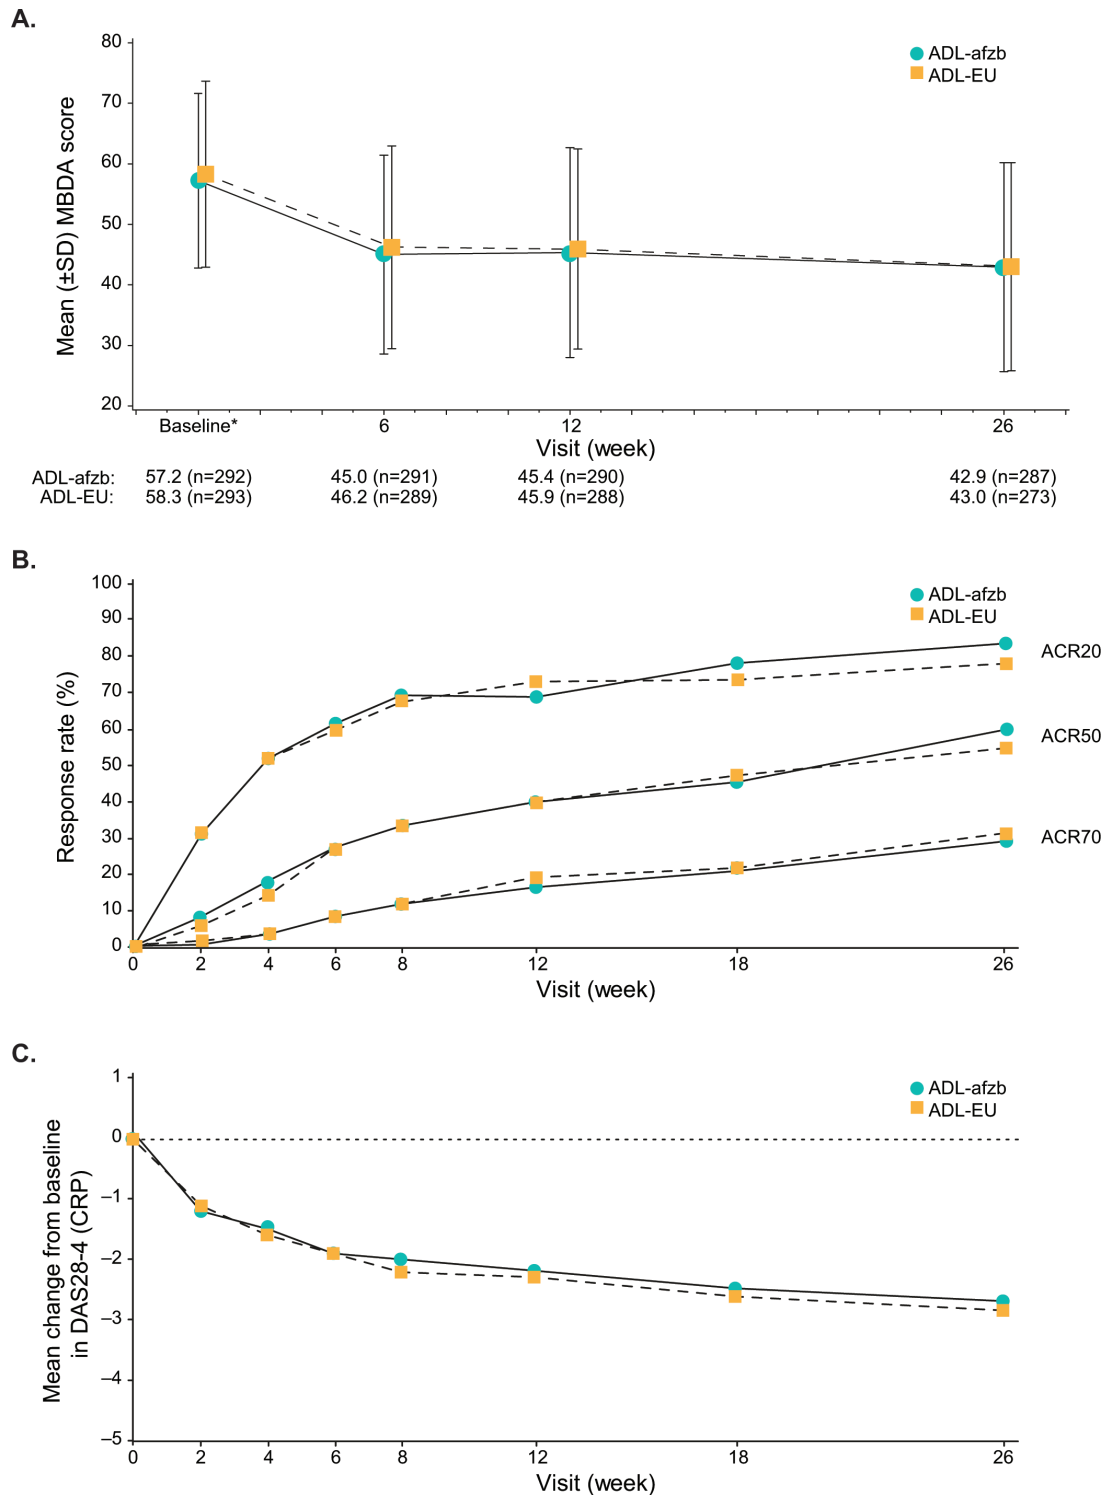 A.
80
70
60
50
40
30
20
Mean (±SD) MBDA score
ADL-afzb
ADL-EU
Baseline* 6 12 26
Visit (week)
ADL-afzb: 57.2 (n=292) 45.0 (n=291) 45.4 (n=290) 42.9 (n=287)
ADL-EU: 58.3 (n=293) 46.2 (n=289) 45.9 (n=288) 43.0 (n=273)
B.
100
90
80
70
60
50
40
30
20
10
0
Response rate (%)
ADL-afzb
ADL-EU
ACR20
ACR50
ACR70
0 2 4 6 8 12 18 26
Visit (week)
C.
1
0
–1
–2
–3
–4
–5
Mean change from baseline
in DAS28-4 (CRP)
ADL-afzb
ADL-EU
0 2 4 6 8 12 18 26
Visit (week)